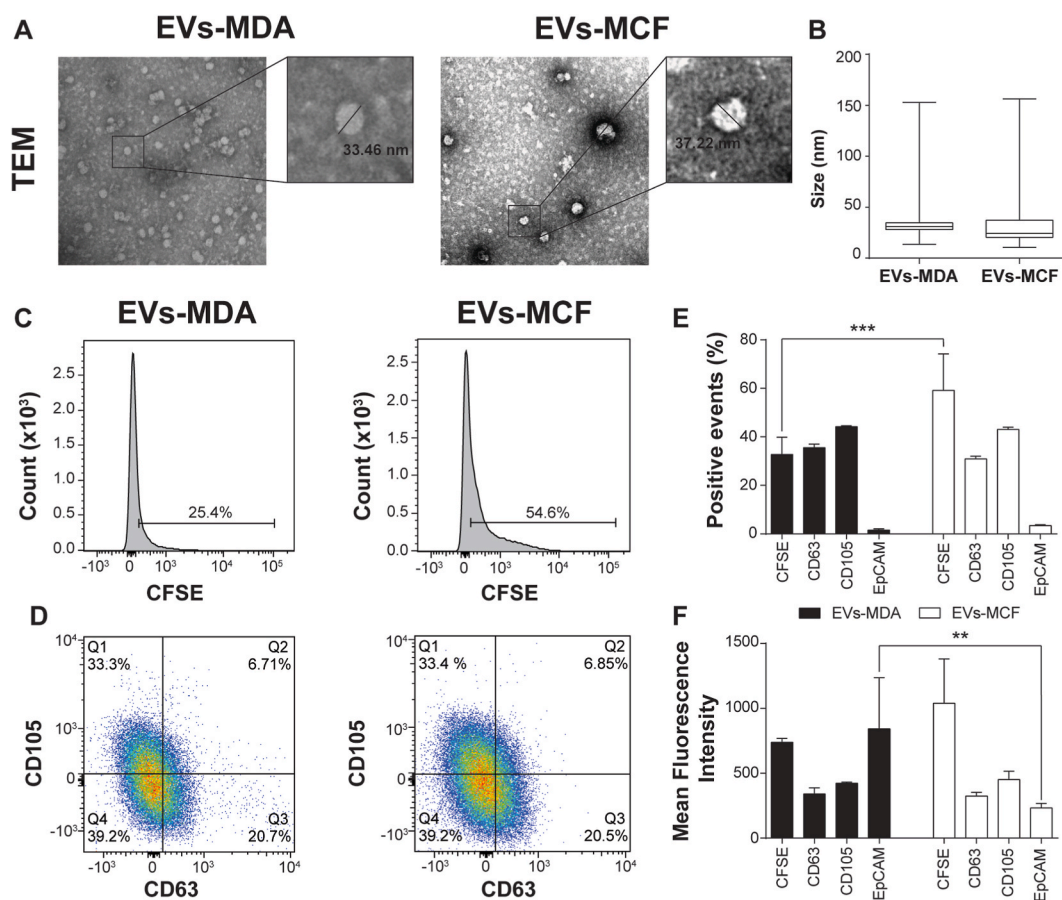 A
EVs-MDA
EVs-MCF
TEM
33.46 nm
37.22 nm
B
Size (nm)
200
150
100
50
0
EVs-MDA
EVs-MCF
C
EVs-MDA
EVs-MCF
Count (x10³)
2.5
2.0
1.5
1.0
0.5
0.0
25.4%
-10³
0
10³
10⁴
10⁵
CFSE
Count (x10³)
2.5
2.0
1.5
1.0
0.5
0.0
54.6%
-10³
0
10³
10⁴
10⁵
CFSE
D
CD105
10⁴
10³
0
-10³
Q1
33.3%
Q2
6.71%
Q4
39.2%
Q3
20.7%
-10³
0
10³
10⁴
CD63
CD105
10⁴
10³
0
-10³
Q1
33.4 %
Q2
6.85%
Q4
39.2%
Q3
20.5%
-10³
0
10³
10⁴
CD63
E
Positive events (%)
80
60
40
20
0
***
CFSE
CD63
CD105
EpCAM
CFSE
CD63
CD105
EpCAM
EVs-MDA
EVs-MCF
F
Mean Fluorescence
Intensity
1500
1000
500
0
**
CFSE
CD63
CD105
EpCAM
CFSE
CD63
CD105
EpCAM